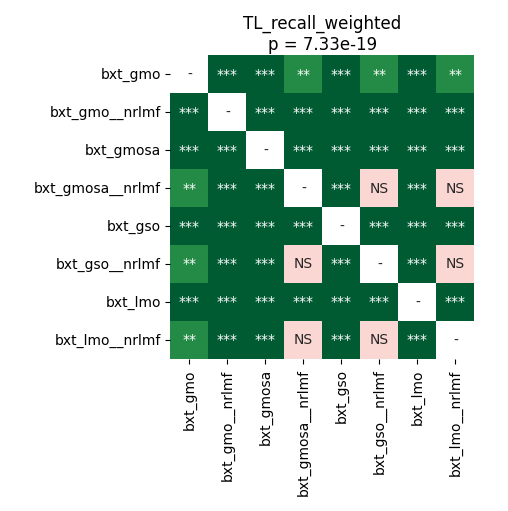 TL_recall_weighted
p = 7.33e-19
bxt_gmo - *** *** ** *** ** *** **
bxt_gmo__nrlmf *** - *** *** *** *** *** ***
bxt_gmosa *** *** - *** *** *** *** ***
bxt_gmosa__nrlmf ** *** *** - *** NS *** NS
bxt_gso *** *** *** *** - *** *** ***
bxt_gso__nrlmf ** *** *** NS *** - *** NS
bxt_lmo *** *** *** *** *** *** - ***
bxt_lmo__nrlmf ** *** *** NS *** NS *** -
bxt_gmo
bxt_gmo__nrlmf
bxt_gmosa
bxt_gmosa__nrlmf
bxt_gso
bxt_gso__nrlmf
bxt_lmo
bxt_lmo__nrlmf